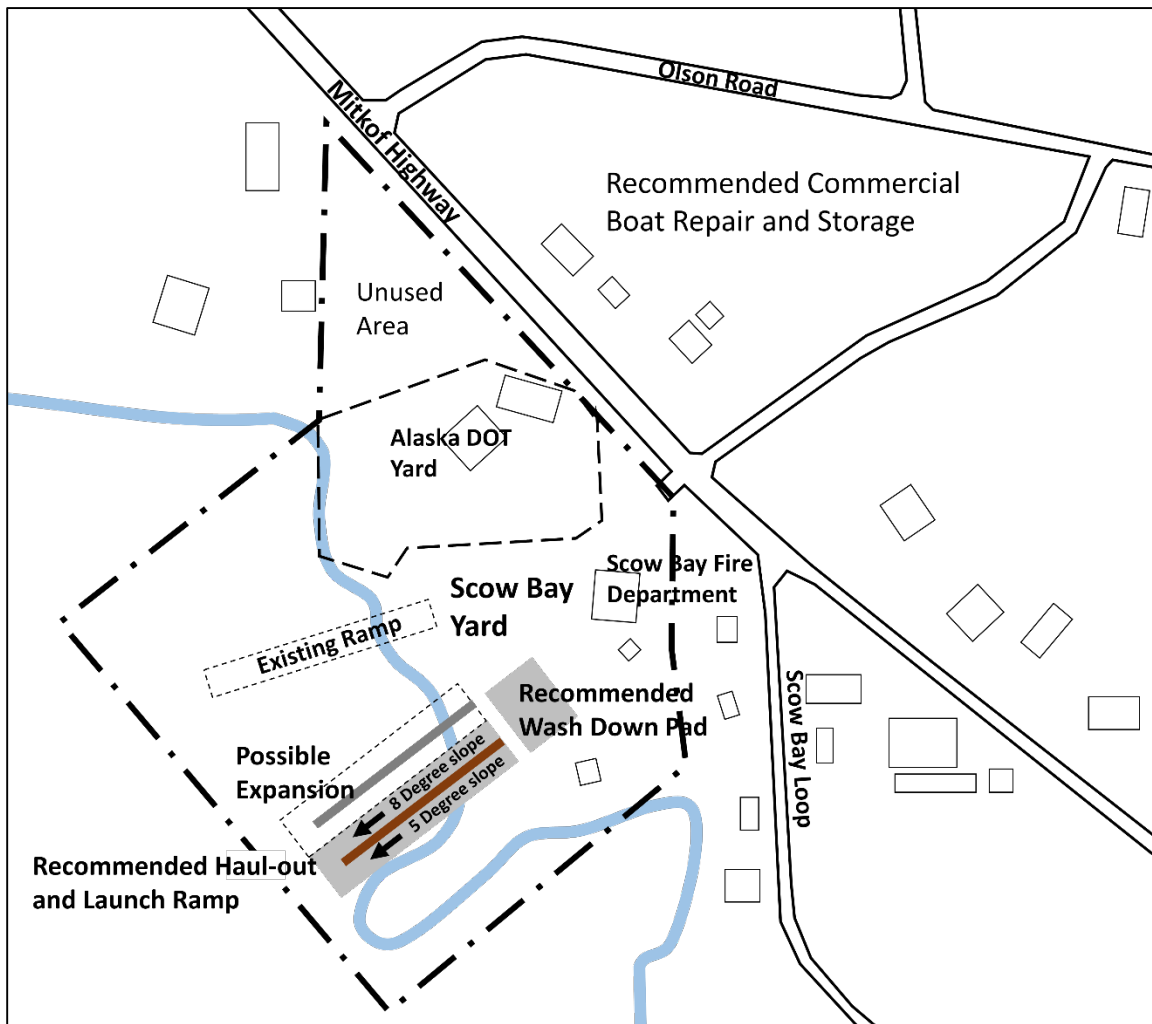 Olson Road
Mitkof Highway
Recommended Commercial
Boat Repair and Storage
Unused
Area
Alaska DOT
Yard
Scow Bay Fire
Department
Scow Bay
Yard
Existing Ramp
Recommended
Wash Down Pad
Scow Bay Loop
Possible
Expansion
8 Degree slope
5 Degree slope
Recommended Haul-out
and Launch Ramp